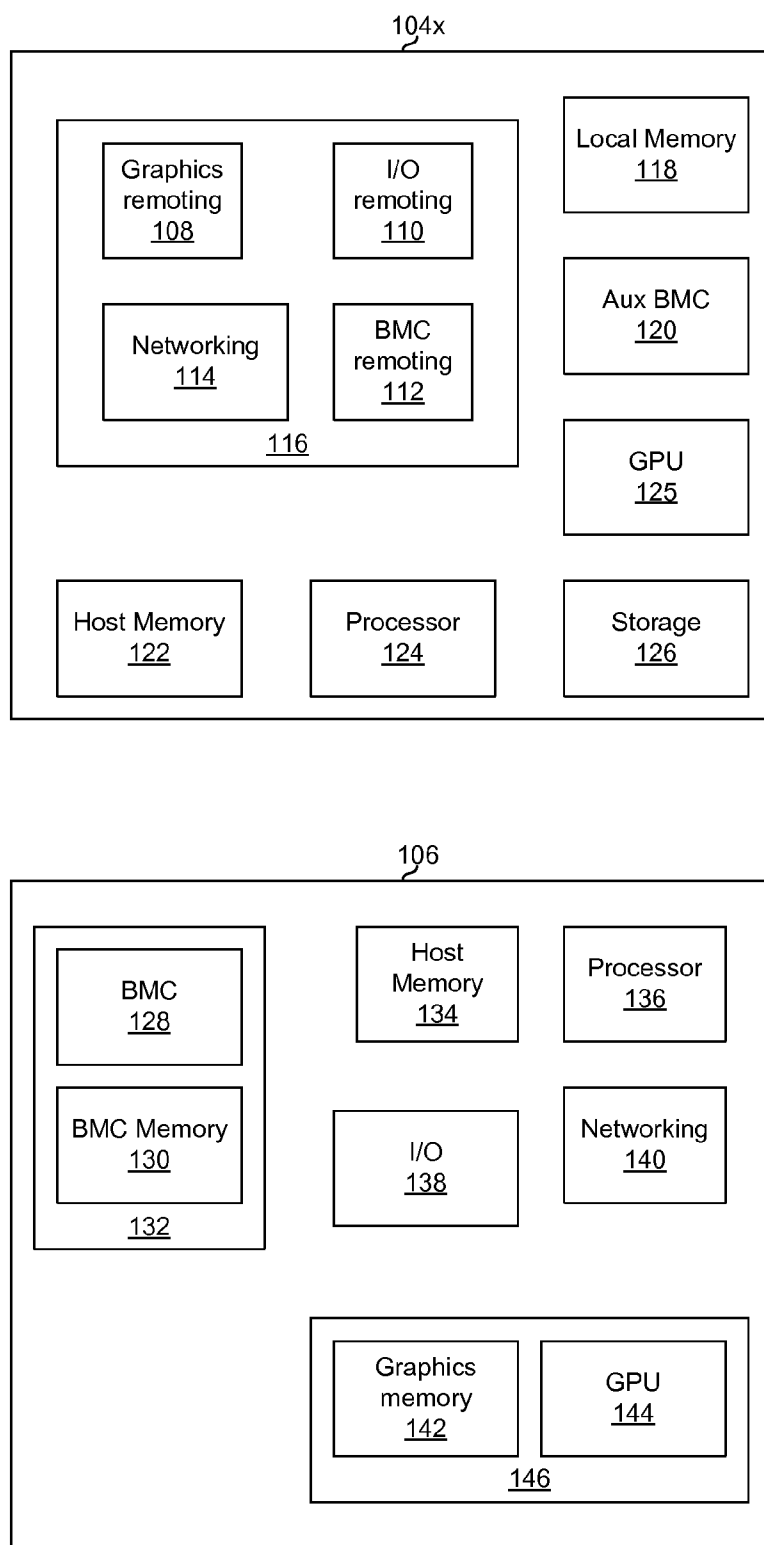 104x
Graphics
remoting
108
I/O
remoting
110
Networking
114
BMC
remoting
112
116
Local Memory
118
Aux BMC
120
GPU
125
Host Memory
122
Processor
124
Storage
126
106
BMC
128
BMC Memory
130
132
Host
Memory
134
Processor
136
I/O
138
Networking
140
Graphics
memory
142
GPU
144
146